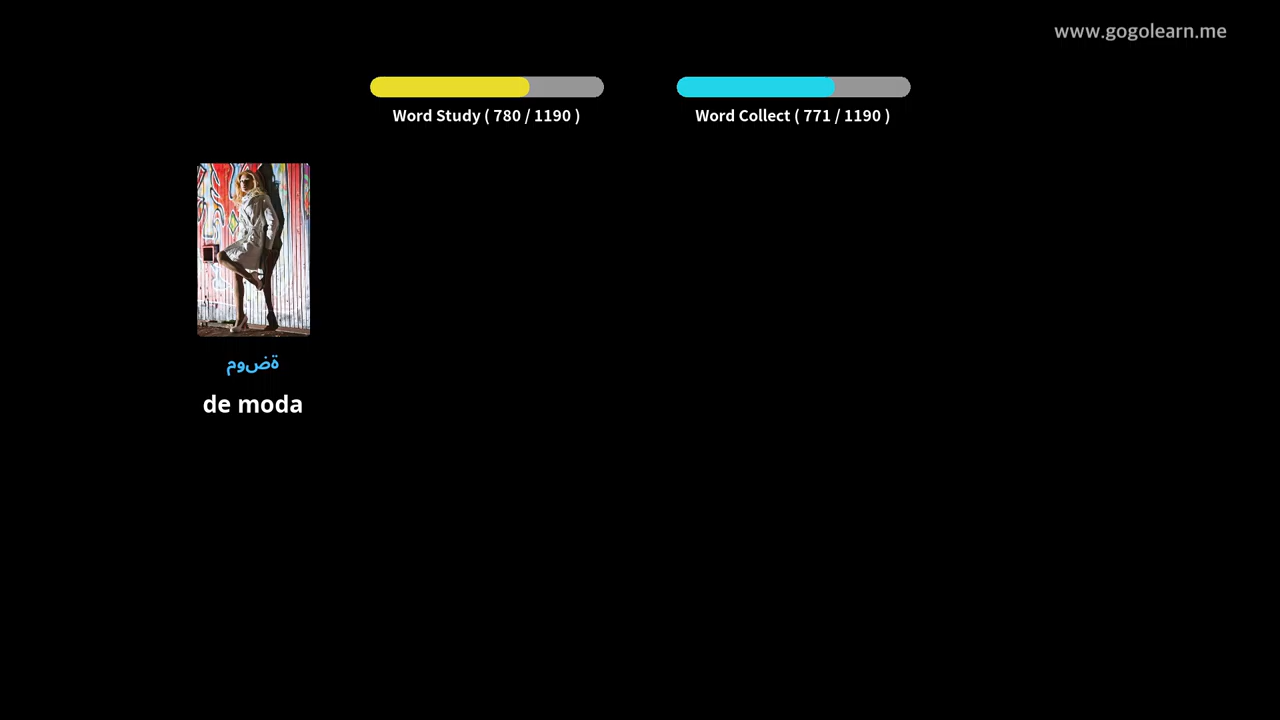 www.gogolearn.me
Word Study ( 780 / 1190 )
Word Collect ( 771 / 1190 )
موضة
de moda